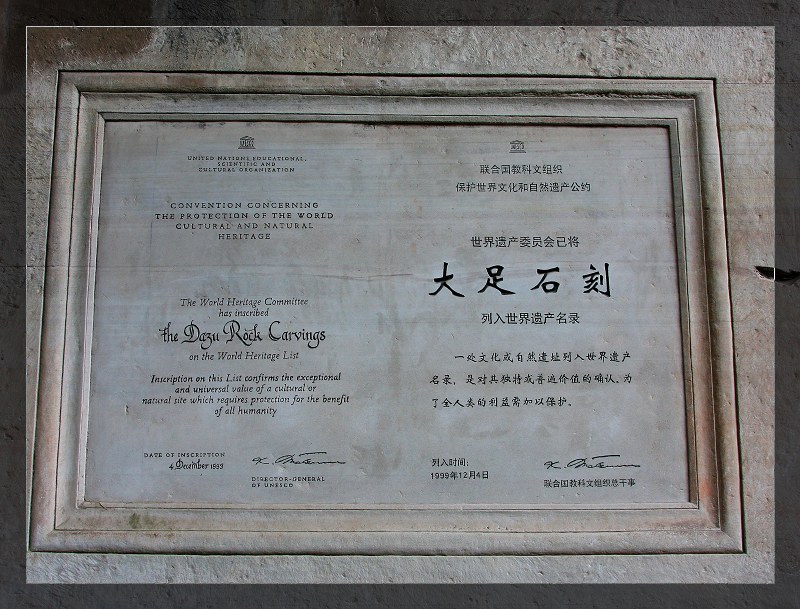 UNITED NATIONS EDUCATIONAL,
SCIENTIFIC AND
CULTURAL ORGANIZATION
CONVENTION CONCERNING
THE PROTECTION OF THE WORLD
CULTURAL AND NATURAL
HERITAGE
The World Heritage Committee
has inscribed
the Dazu Rock Carvings
on the World Heritage List
Inscription on this List confirms the exceptional
and universal value of a cultural or
natural site which requires protection for the benefit
of all humanity
DATE OF INSCRIPTION
4 December 1999
DIRECTOR-GENERAL
OF UNESCO
联合国教科文组织
保护世界文化和自然遗产公约
世界遗产委员会已将
大足石刻
列入世界遗产名录
一处文化或自然遗址列入世界遗产
名录，是对其独特或普遍价值的确认。为
了全人类的利益需加以保护。
列入时间：
1999年12月4日
联合国教科文组织总干事